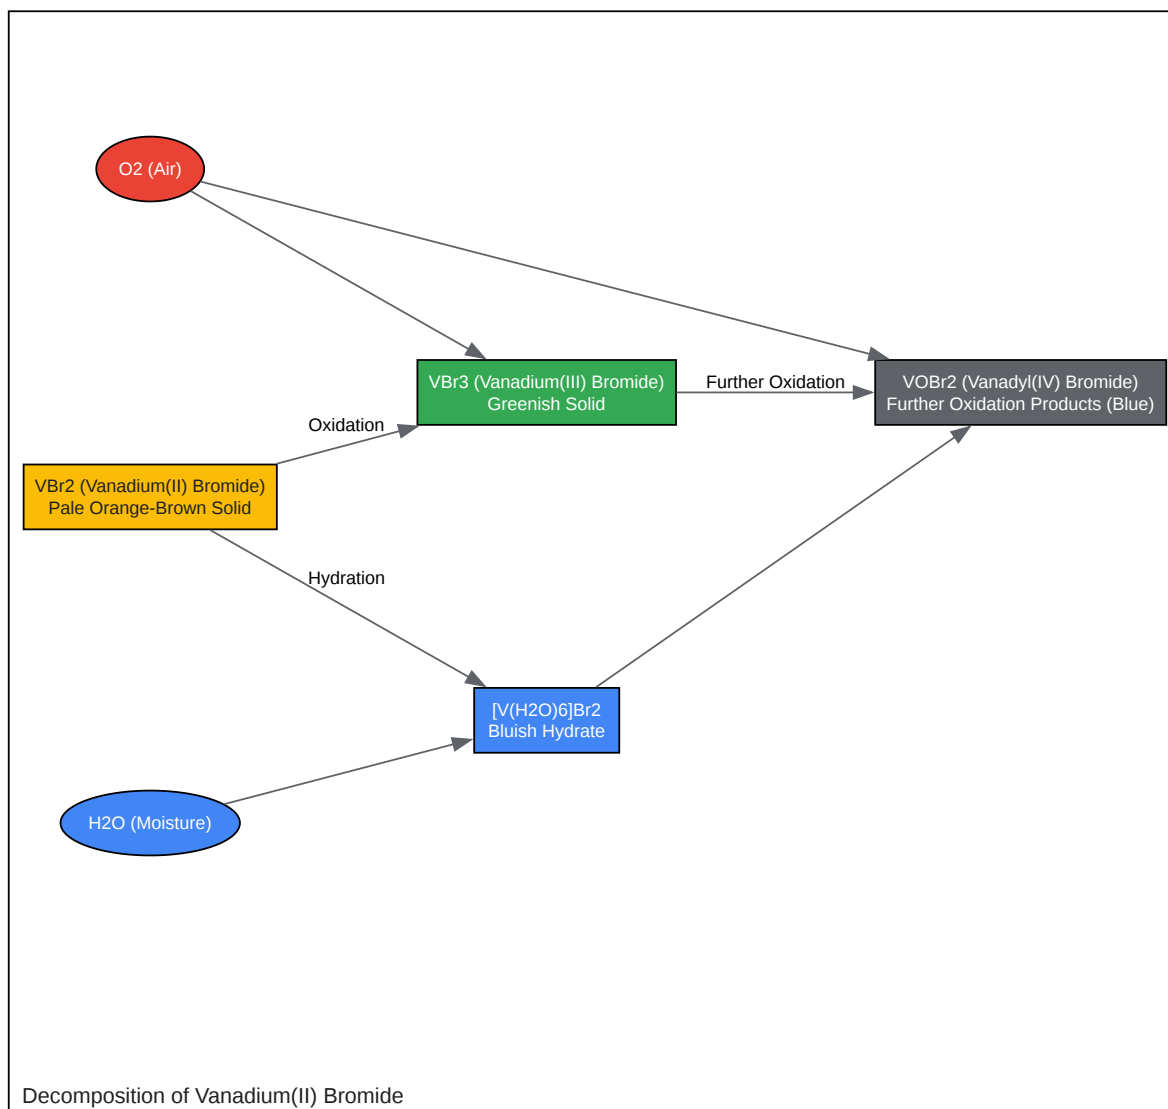 O2 (Air)
VBr3 (Vanadium(III) Bromide)
Greenish Solid
Further Oxidation
VOBr2 (Vanadyl(IV) Bromide)
Further Oxidation Products (Blue)
Oxidation
VBr2 (Vanadium(II) Bromide)
Pale Orange-Brown Solid
Hydration
[V(H2O)6]Br2
Bluish Hydrate
H2O (Moisture)
Decomposition of Vanadium(II) Bromide